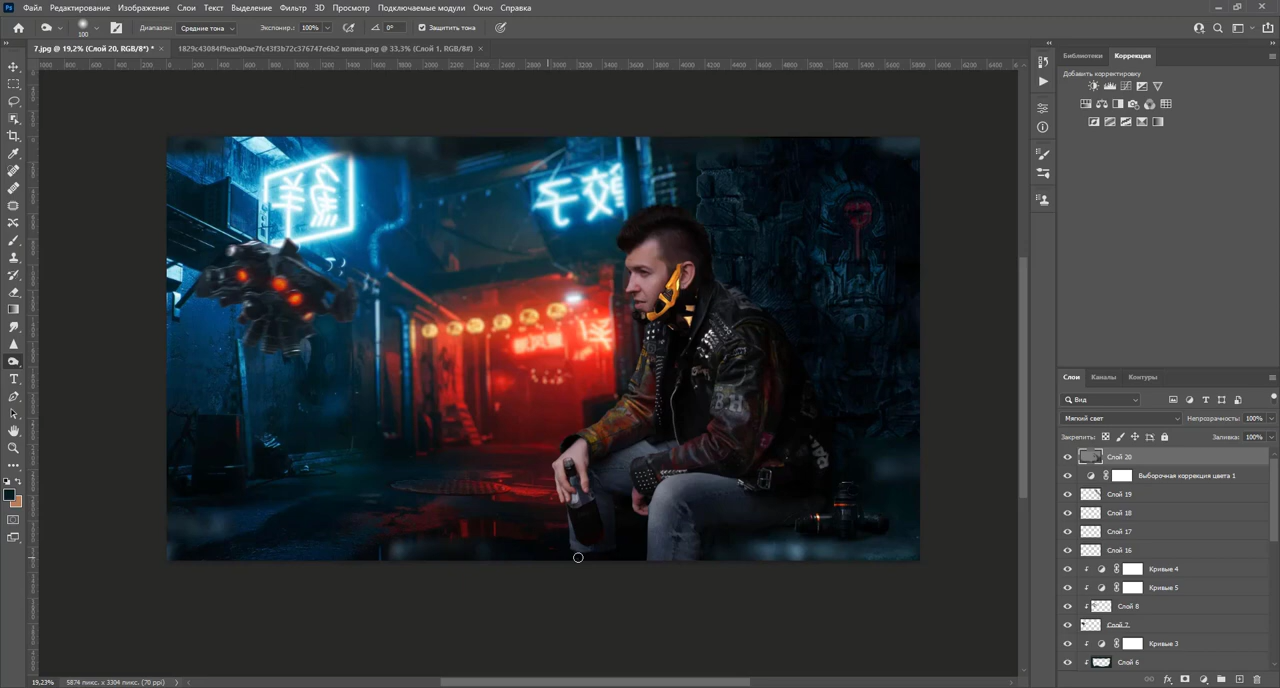 Файл Редактирование Изображение Слои Текст Выделение Фильтр 3D Просмотр Подключаемые модули Окно Справка
100 Диапазон: Средние тона Экспонир.: 100% 0° Защитить тона
7.jpg @ 19,2% (Слой 20, RGB/8*) * × 1829c43084f9eaa90ae7fc43f3b72c376747e6b2 копия.png @ 33,3% (Слой 1, RGB/8#) ×
Библиотеки Коррекция
Добавить корректировку
Слои Каналы Контуры
Вид
Мягкий свет Непрозрачность: 100%
Закрепить: Заливка: 100%
Слой 20
Выборочная коррекция цвета 1
Слой 19
Слой 18
Слой 17
Слой 16
Кривые 4
Кривые 5
Слой 8
Слой 7
Кривые 3
Слой 6
19,23% 5874 пикс. x 3304 пикс. (70 ppi)